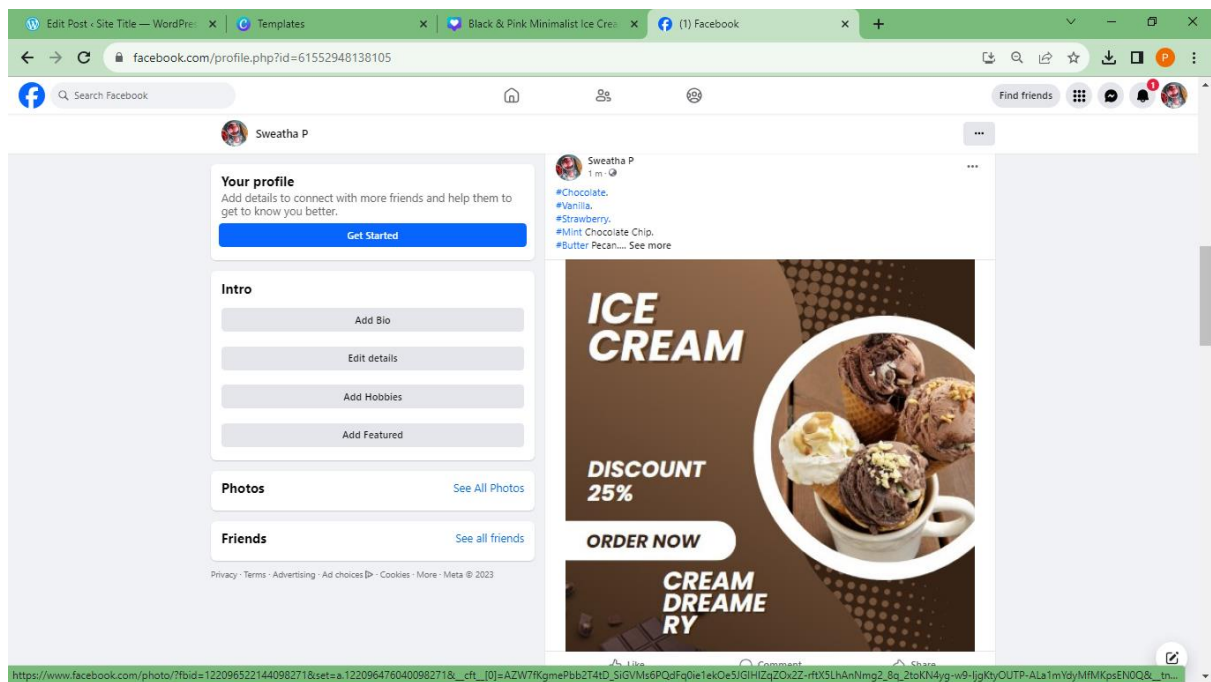 Edit Post ‹ Site Title — WordPres
Templates
Black & Pink Minimalist Ice Crea
(1) Facebook
facebook.com/profile.php?id=61552948138105
P
Search Facebook
Find friends
1
Sweatha P
Your profile
Add details to connect with more friends and help them to
get to know you better.
Get Started
Intro
Add Bio
Edit details
Add Hobbies
Add Featured
Photos
See All Photos
Friends
See all friends
Privacy · Terms · Advertising · Ad choices · Cookies · More · Meta © 2023
Sweatha P
1 m
#Chocolate.
#Vanilla.
#Strawberry.
#Mint Chocolate Chip.
#Butter Pecan.... See more
ICE
CREAM
DISCOUNT
25%
ORDER NOW
CREAM
DREAME
RY
Like
Comment
Share